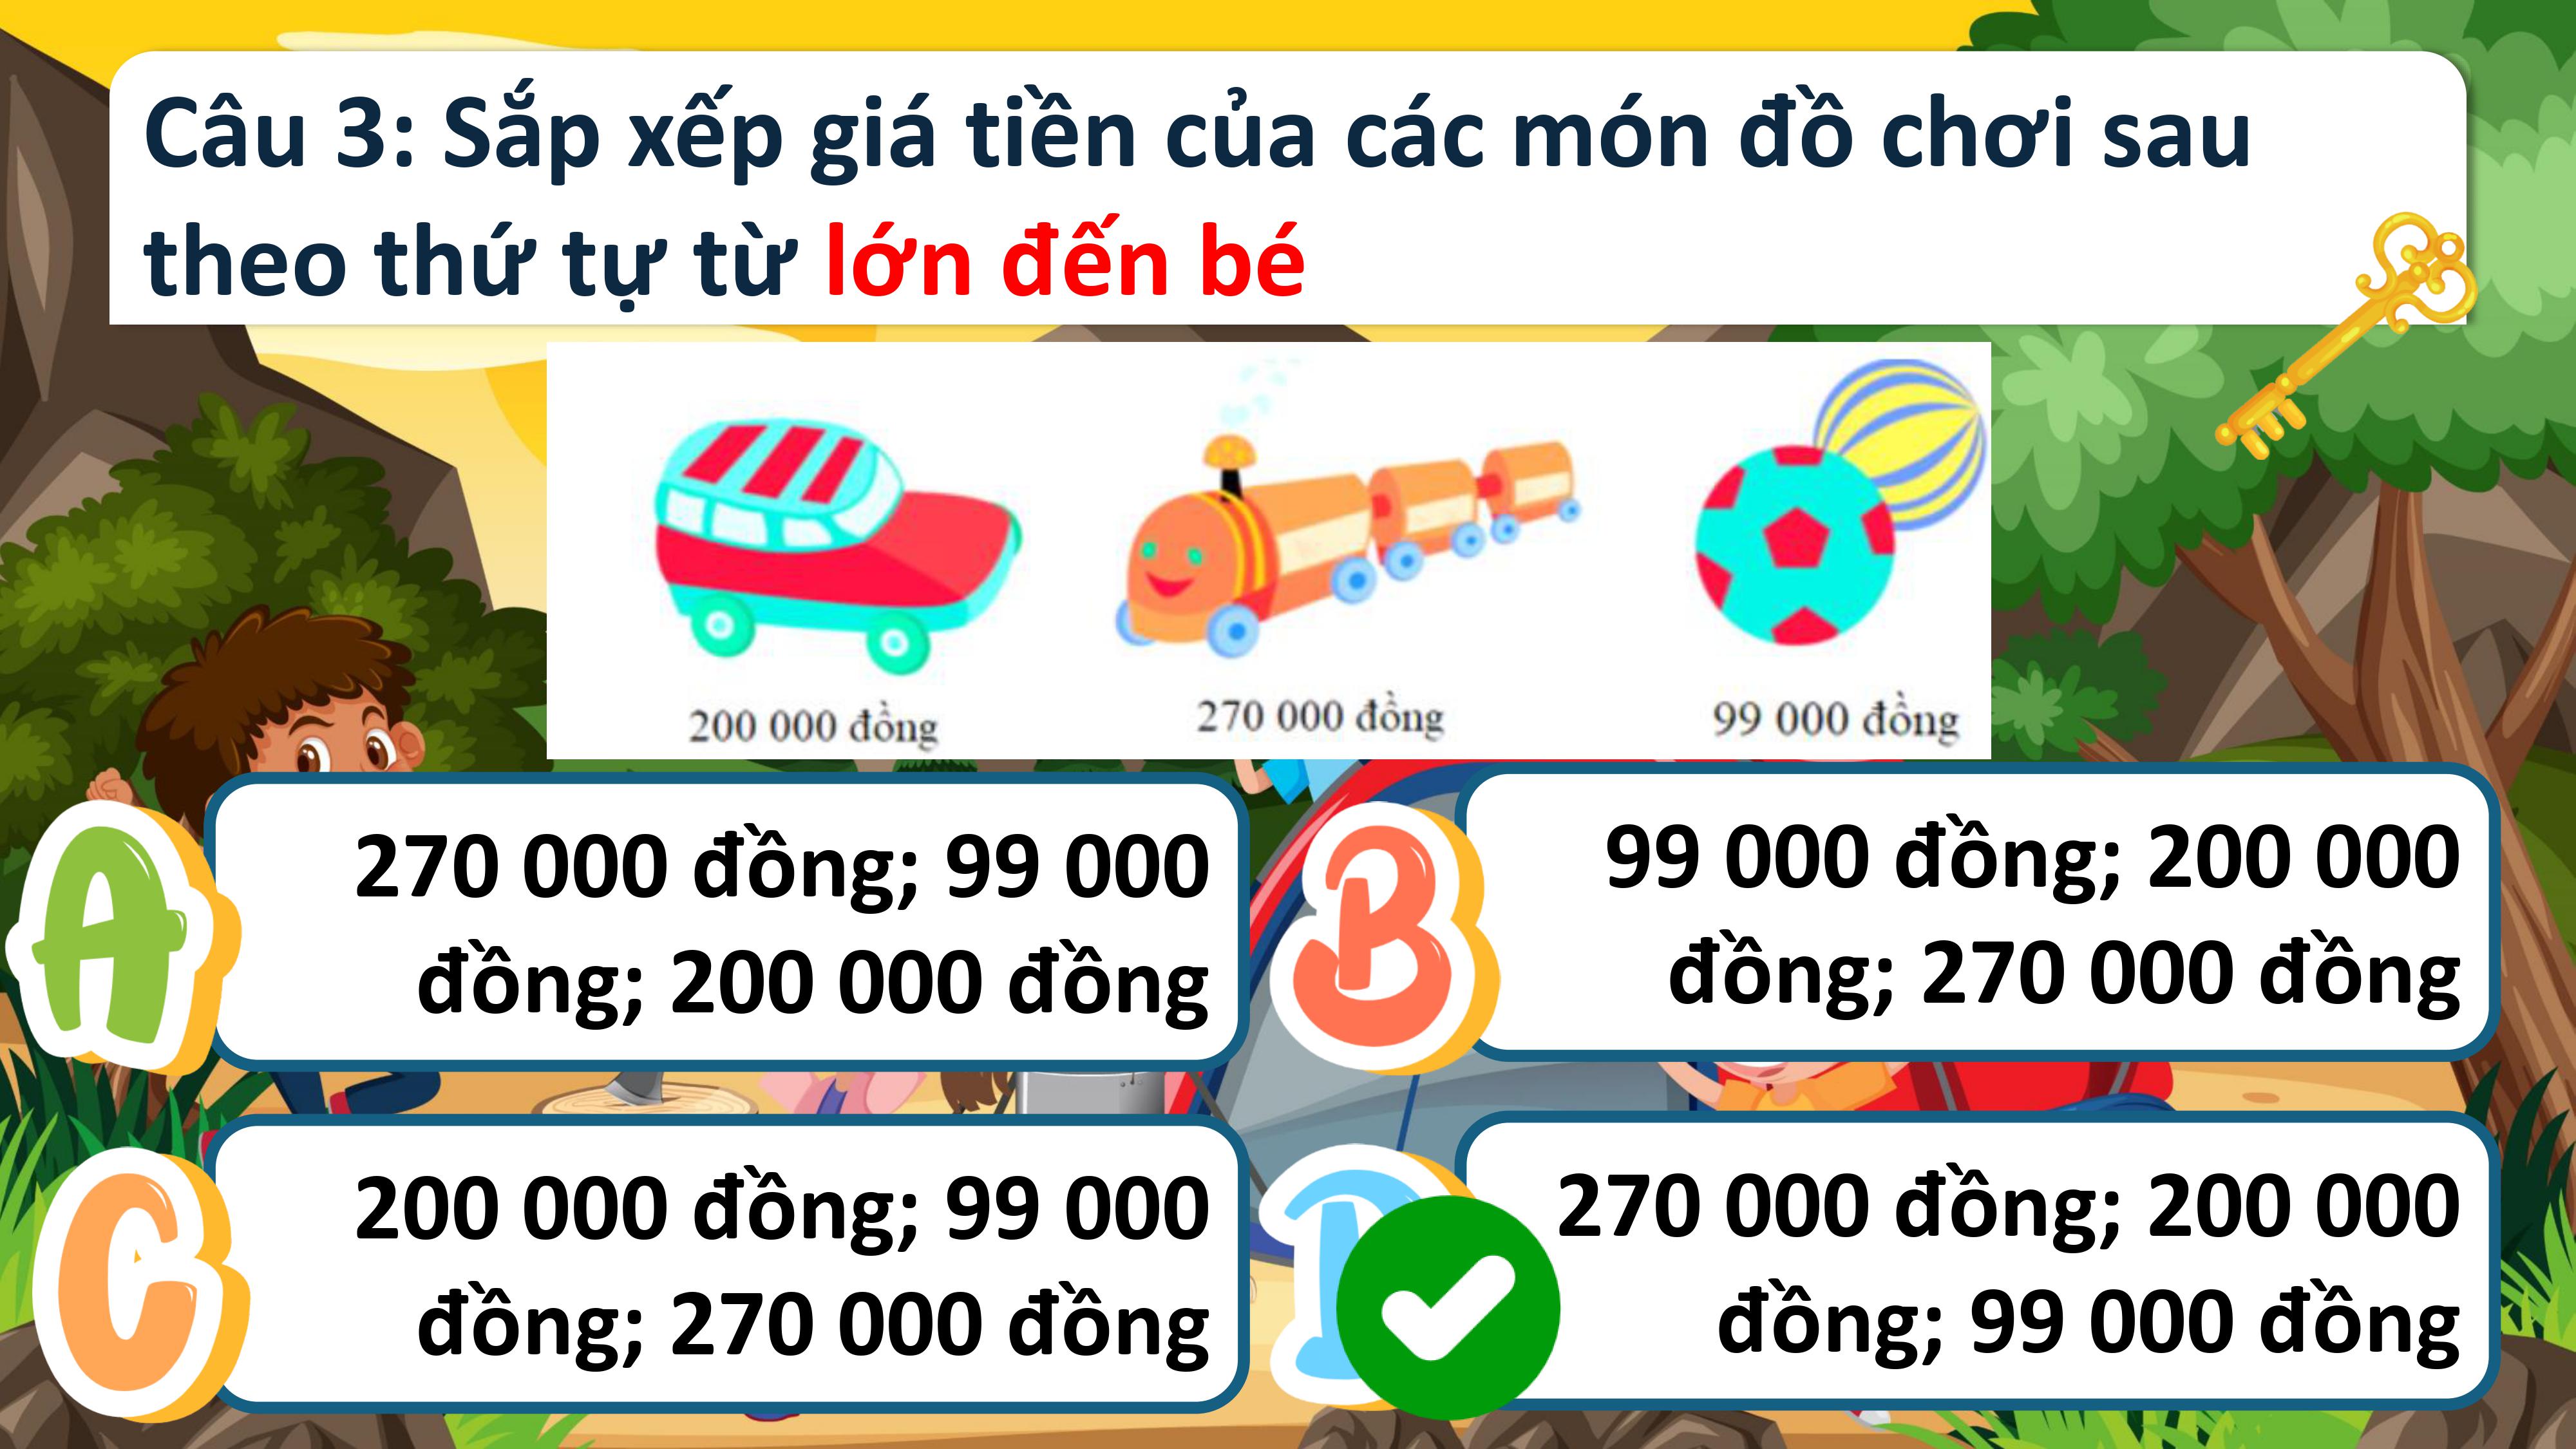 Câu 3: Sắp xếp giá tiền của các món đồ chơi sau
theo thứ tự từ lớn đến bé
200 000 đồng
270 000 đồng
99 000 đồng
A
270 000 đồng; 99 000
đồng; 200 000 đồng
B
99 000 đồng; 200 000
đồng; 270 000 đồng
C
200 000 đồng; 99 000
đồng; 270 000 đồng
D
270 000 đồng; 200 000
đồng; 99 000 đồng